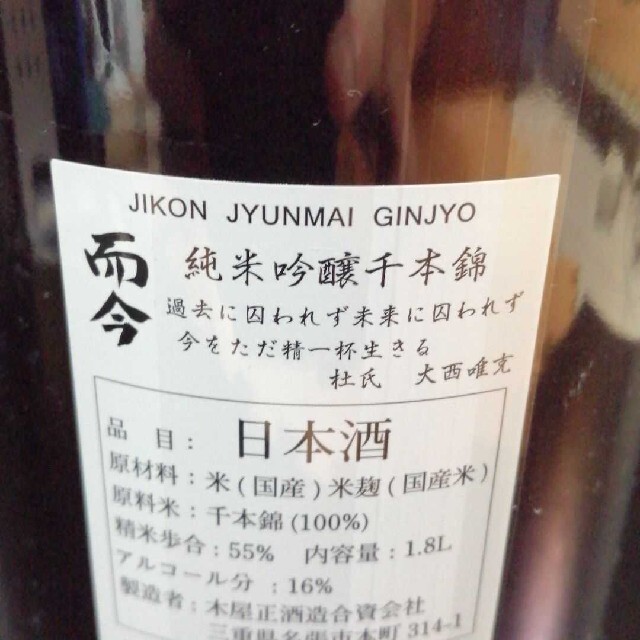 JIKON JYUNMAI GINJYO
而今
純米吟醸千本錦
過去に囚われず未来に囚われず
今をただ精一杯生きる
杜氏 大西唯克
品 目: 日本酒
原材料:米(国産)米麹(国産米)
原料米:千本錦(100%)
精米歩合:55% 内容量:1.8L
アルコール分 :16%
製造者:木屋正酒造合資会社
三重県名張市本町314-1